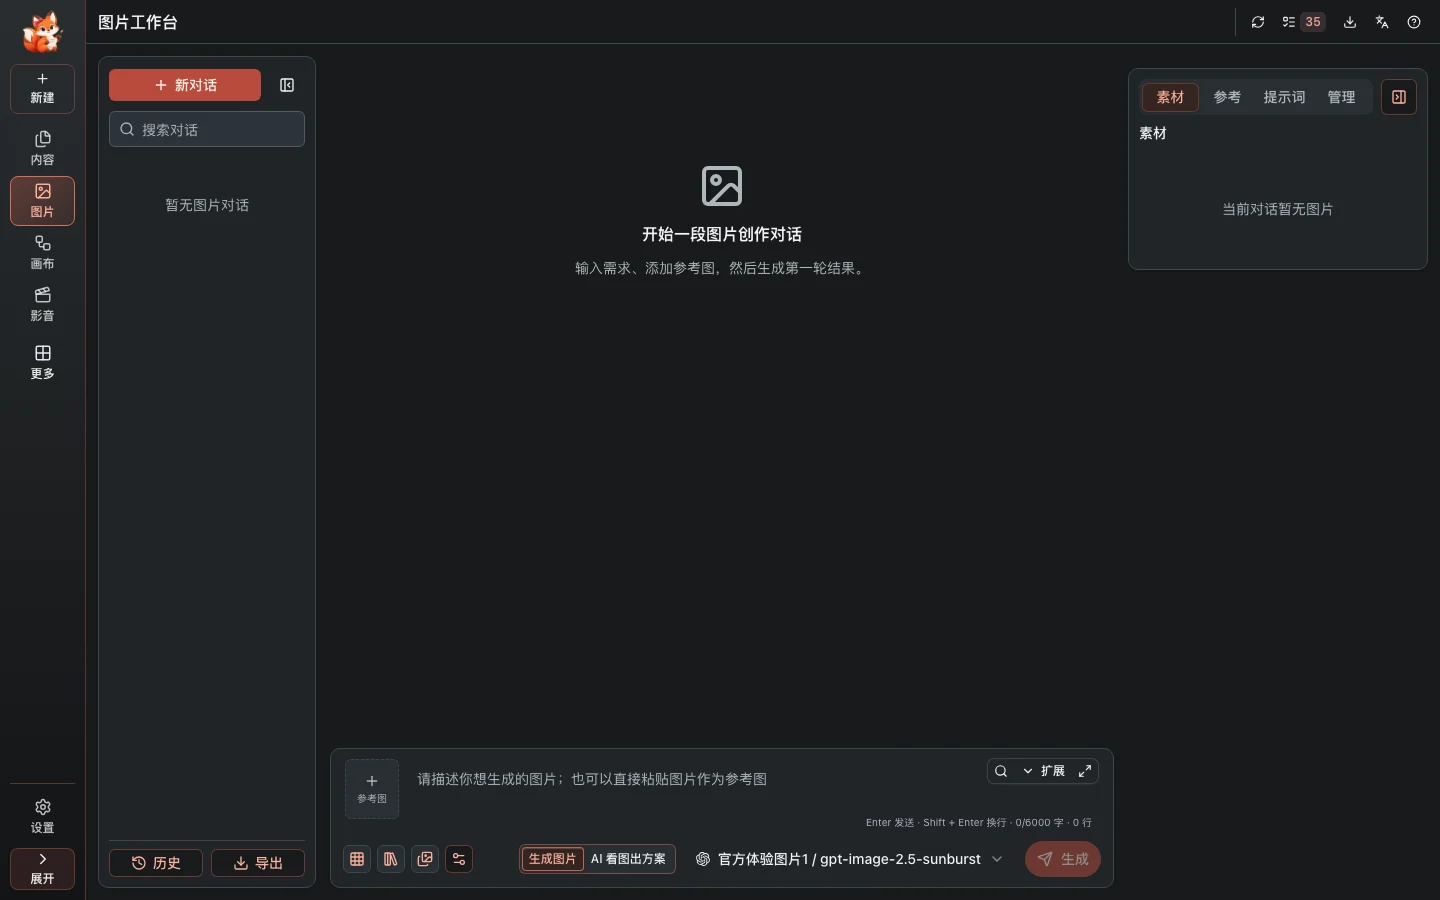 图片工作台
35
新建
内容
图片
画布
影音
更多
设置
展开
新对话
搜索对话
暂无图片对话
历史
导出
开始一段图片创作对话
输入需求、添加参考图，然后生成第一轮结果。
素材
参考
提示词
管理
素材
当前对话暂无图片
参考图
请描述你想生成的图片；也可以直接粘贴图片作为参考图
扩展
Enter 发送 · Shift + Enter 换行 · 0/6000 字 · 0 行
生成图片
AI 看图出方案
官方体验图片1 / gpt-image-2.5-sunburst
生成